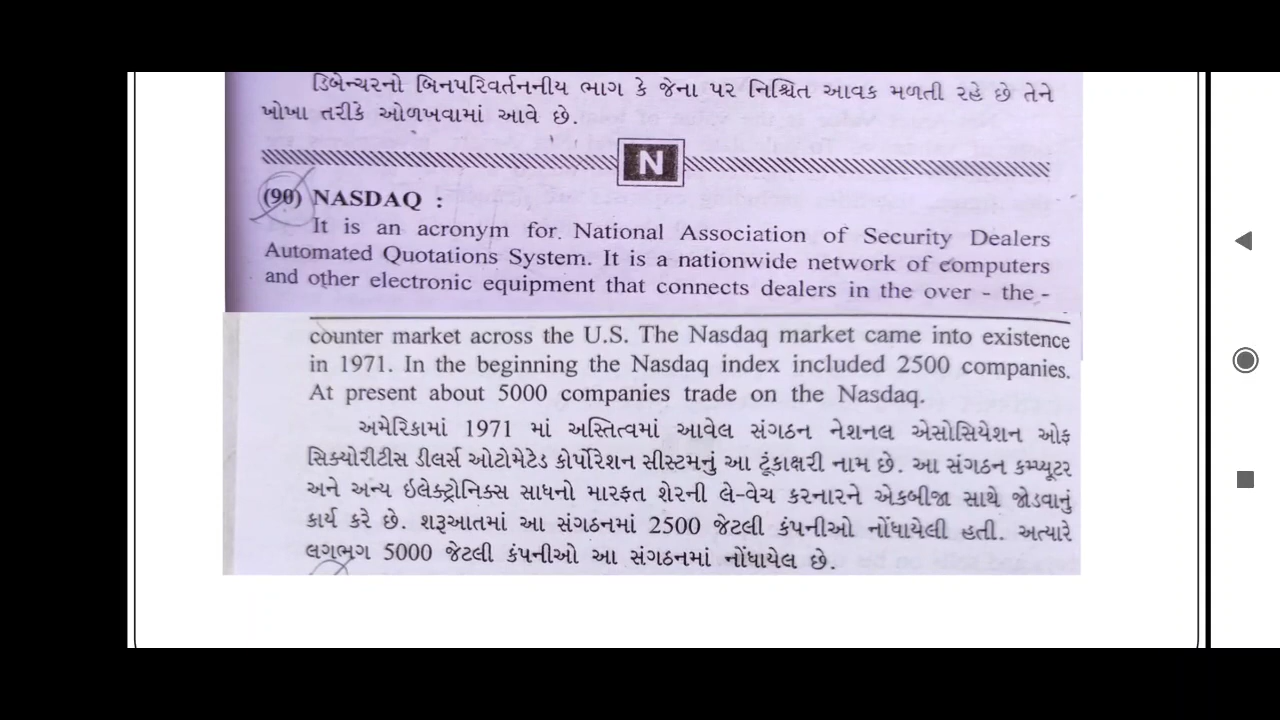 ડિબેન્ચરનો બિનપરિવર્તનનીય ભાગ કે જેના પર નિશ્ચિત આવક મળતી રહે છે તેને
ખોખા તરીકે ઓળખવામાં આવે છે.
N
(90) NASDAQ :
It is an acronym for. National Association of Security Dealers
Automated Quotations System. It is a nationwide network of computers
and other electronic equipment that connects dealers in the over - the -
counter market across the U.S. The Nasdaq market came into existence
in 1971. In the beginning the Nasdaq index included 2500 companies.
At present about 5000 companies trade on the Nasdaq.
અમેરિકામાં 1971 માં અસ્તિત્વમાં આવેલ સંગઠન નેશનલ એસોસિયેશન ઓફ
સિક્યોરીટીસ ડીલર્સ ઓટોમેટેડ કોર્પોરેશન સીસ્ટમનું આ ટૂંકાક્ષરી નામ છે. આ સંગઠન કમ્પ્યૂટર
અને અન્ય ઇલેક્ટ્રોનિક્સ સાધનો મારફત શેરની લે-વેચ કરનારને એકબીજા સાથે જોડવાનું
કાર્ય કરે છે. શરૂઆતમાં આ સંગઠનમાં 2500 જેટલી કંપનીઓ નોંધાયેલી હતી. અત્યારે
લગભગ 5000 જેટલી કંપનીઓ આ સંગઠનમાં નોંધાયેલ છે.